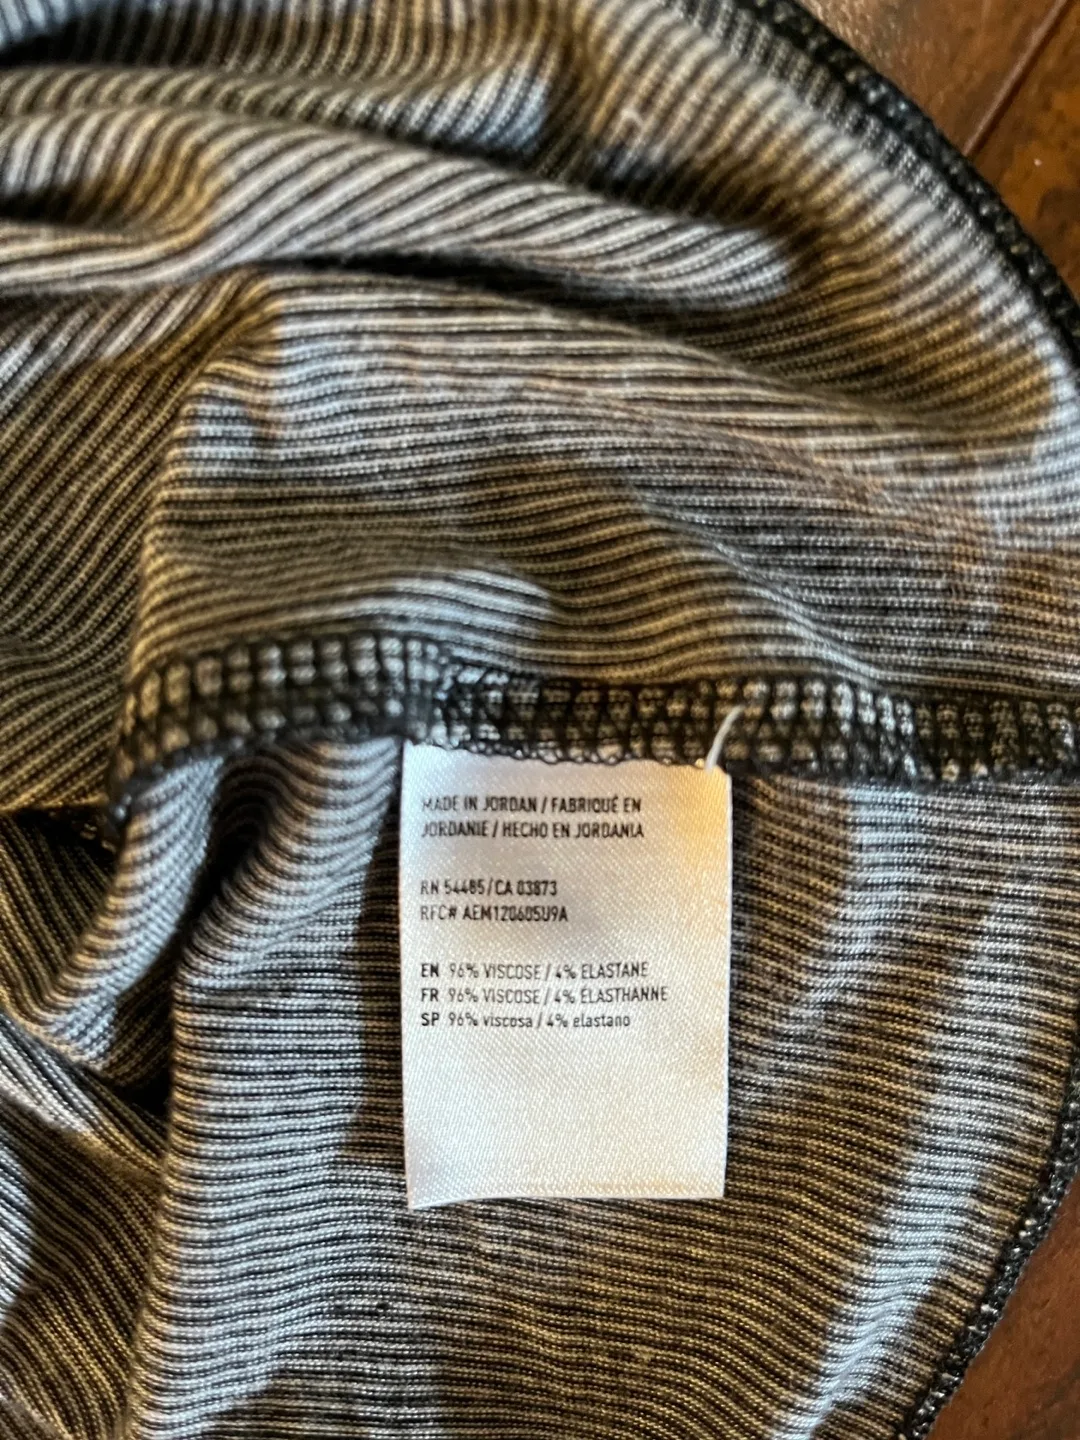 MADE IN JORDAN / FABRIQUÉ EN
JORDANIE / HECHO EN JORDANIA
RN 54485/CA 03873
RFC# AEM120605U9A
EN 96% VISCOSE / 4% ELASTANE
FR 96% VISCOSE / 4% ÉLASTHANNE
SP 96% viscosa / 4% elastano